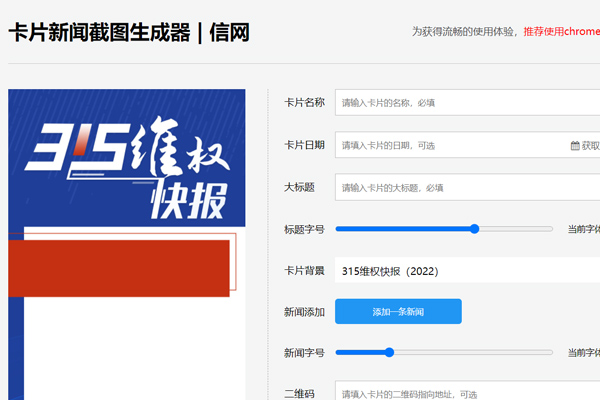 卡片新闻截图生成器 | 信网
为获得流畅的使用体验，推荐使用chrome
315维权
快报
卡片名称
请输入卡片的名称，必填
卡片日期
请填入卡片的日期，可选
获取
大标题
请填入卡片的大标题，必填
标题字号
当前字体
卡片背景
315维权快报（2022）
新闻添加
添加一条新闻
新闻字号
当前字体
二维码
请填入卡片的二维码指向地址，可选